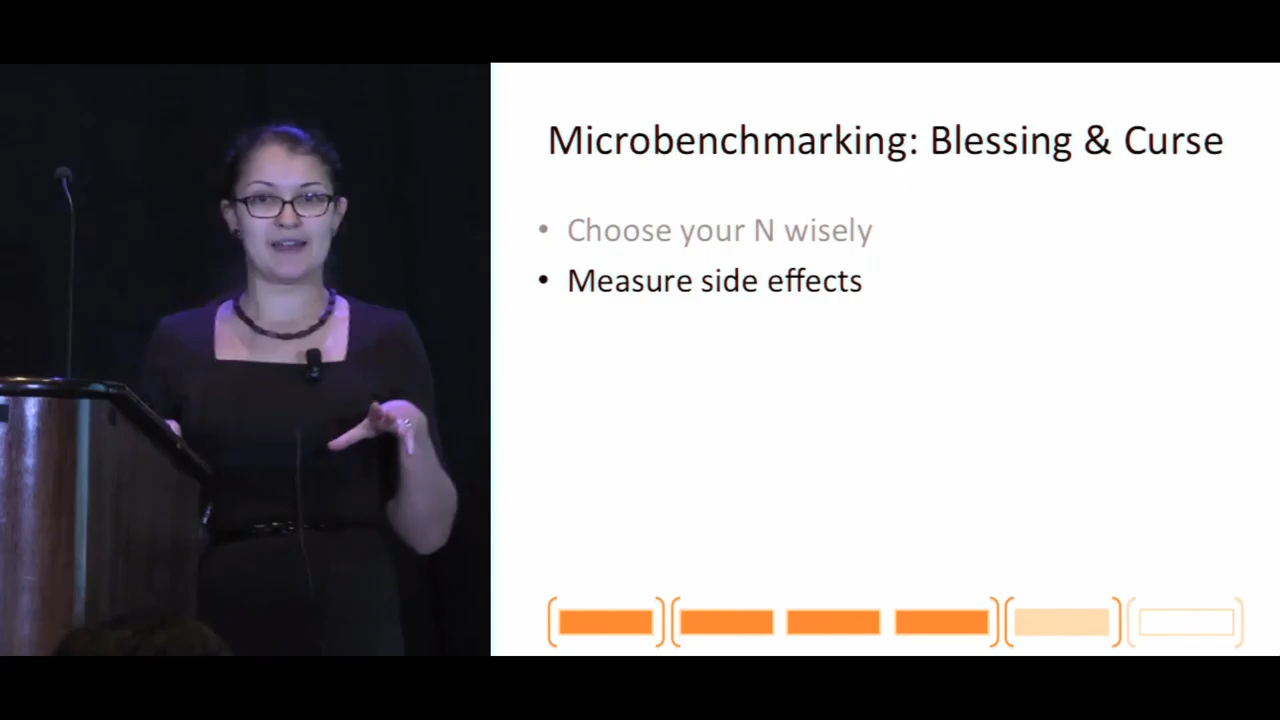 Microbenchmarking: Blessing & Curse
• Choose your N wisely
• Measure side effects